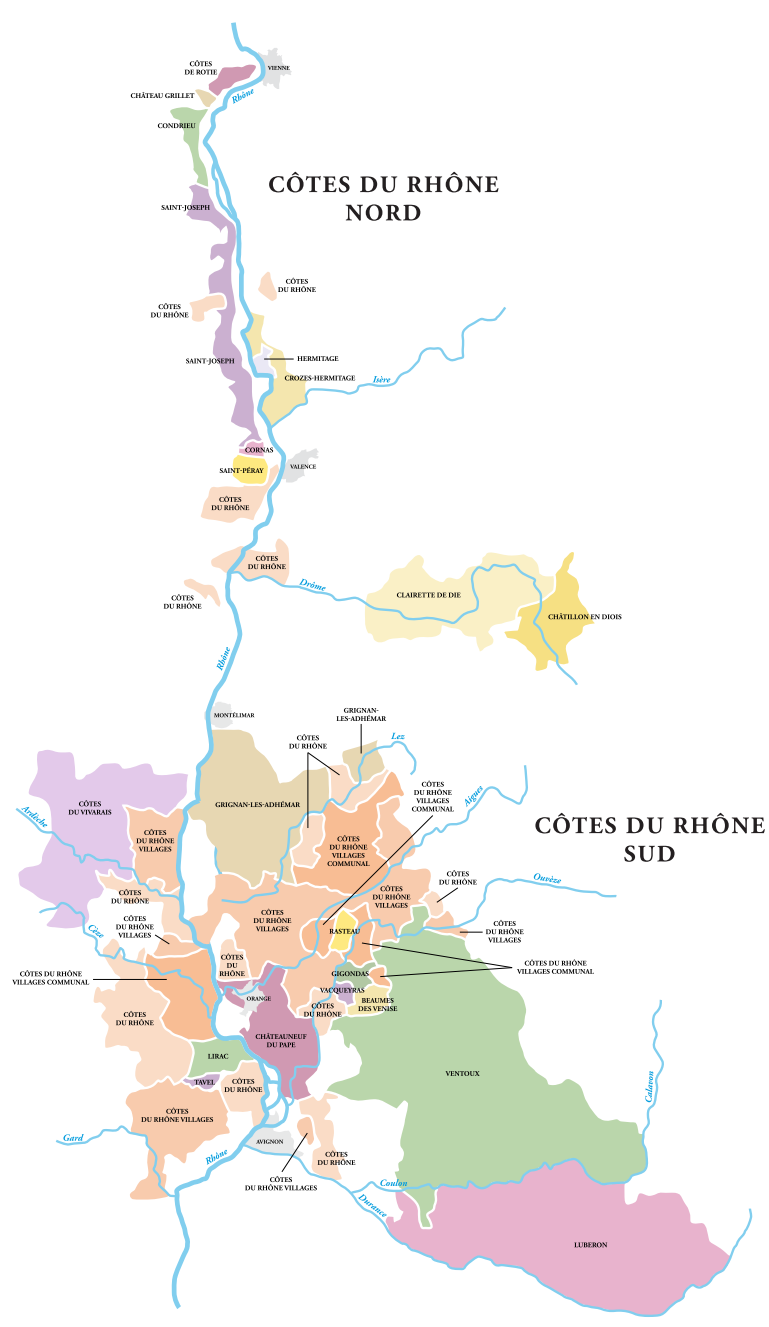 CÔTES
DE ROTIE
VIENNE
CHÂTEAU GRILLET
Rhône
CONDRIEU
CÔTES DU RHÔNE
NORD
SAINT-JOSEPH
CÔTES
DU RHÔNE
CÔTES
DU RHÔNE
SAINT-JOSEPH
HERMITAGE
CROZES-HERMITAGE
Isère
CORNAS
SAINT-PÉRAY
VALENCE
CÔTES
DU RHÔNE
CÔTES
DU RHÔNE
Drôme
CÔTES
DU RHÔNE
CLAIRETTE DE DIE
CHÂTILLON EN DIOIS
Rhône
MONTÉLIMAR
GRIGNAN-
LES-ADHÉMAR
CÔTES
DU RHÔNE
Lez
CÔTES
DU VIVARAIS
GRIGNAN-LES-ADHÉMAR
CÔTES
DU RHÔNE
VILLAGES
COMMUNAL
Aigues
Ardèche
CÔTES
DU RHÔNE
VILLAGES
CÔTES
DU RHÔNE
VILLAGES
COMMUNAL
CÔTES DU RHÔNE
SUD
CÔTES
DU RHÔNE
CÔTES
DU RHÔNE
VILLAGES
CÔTES
DU RHÔNE
Ouvèze
CÔTES
DU RHÔNE
VILLAGES
CÔTES
DU RHÔNE
VILLAGES
RASTEAU
CÔTES
DU RHÔNE
VILLAGES
Cèze
CÔTES DU RHÔNE
VILLAGES COMMUNAL
CÔTES
DU
RHÔNE
GIGONDAS
CÔTES DU RHÔNE
VILLAGES COMMUNAL
VACQUEYRAS
ORANGE
BEAUMES
DES VENISE
CÔTES
DU RHÔNE
CÔTES
DU RHÔNE
CHÂTEAUNEUF
DU PAPE
LIRAC
VENTOUX
TAVEL
CÔTES
DU RHÔNE
Calavon
CÔTES
DU RHÔNE VILLAGES
Gard
AVIGNON
Rhône
CÔTES
DU RHÔNE
CÔTES
DU RHÔNE VILLAGES
Coulon
Durance
LUBERON